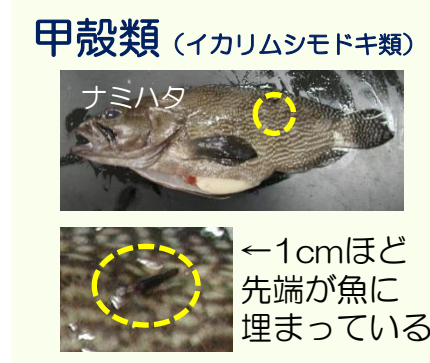 甲殻類（イカリムシモドキ類）
ナミハタ
←1cmほど
先端が魚に
埋まっている